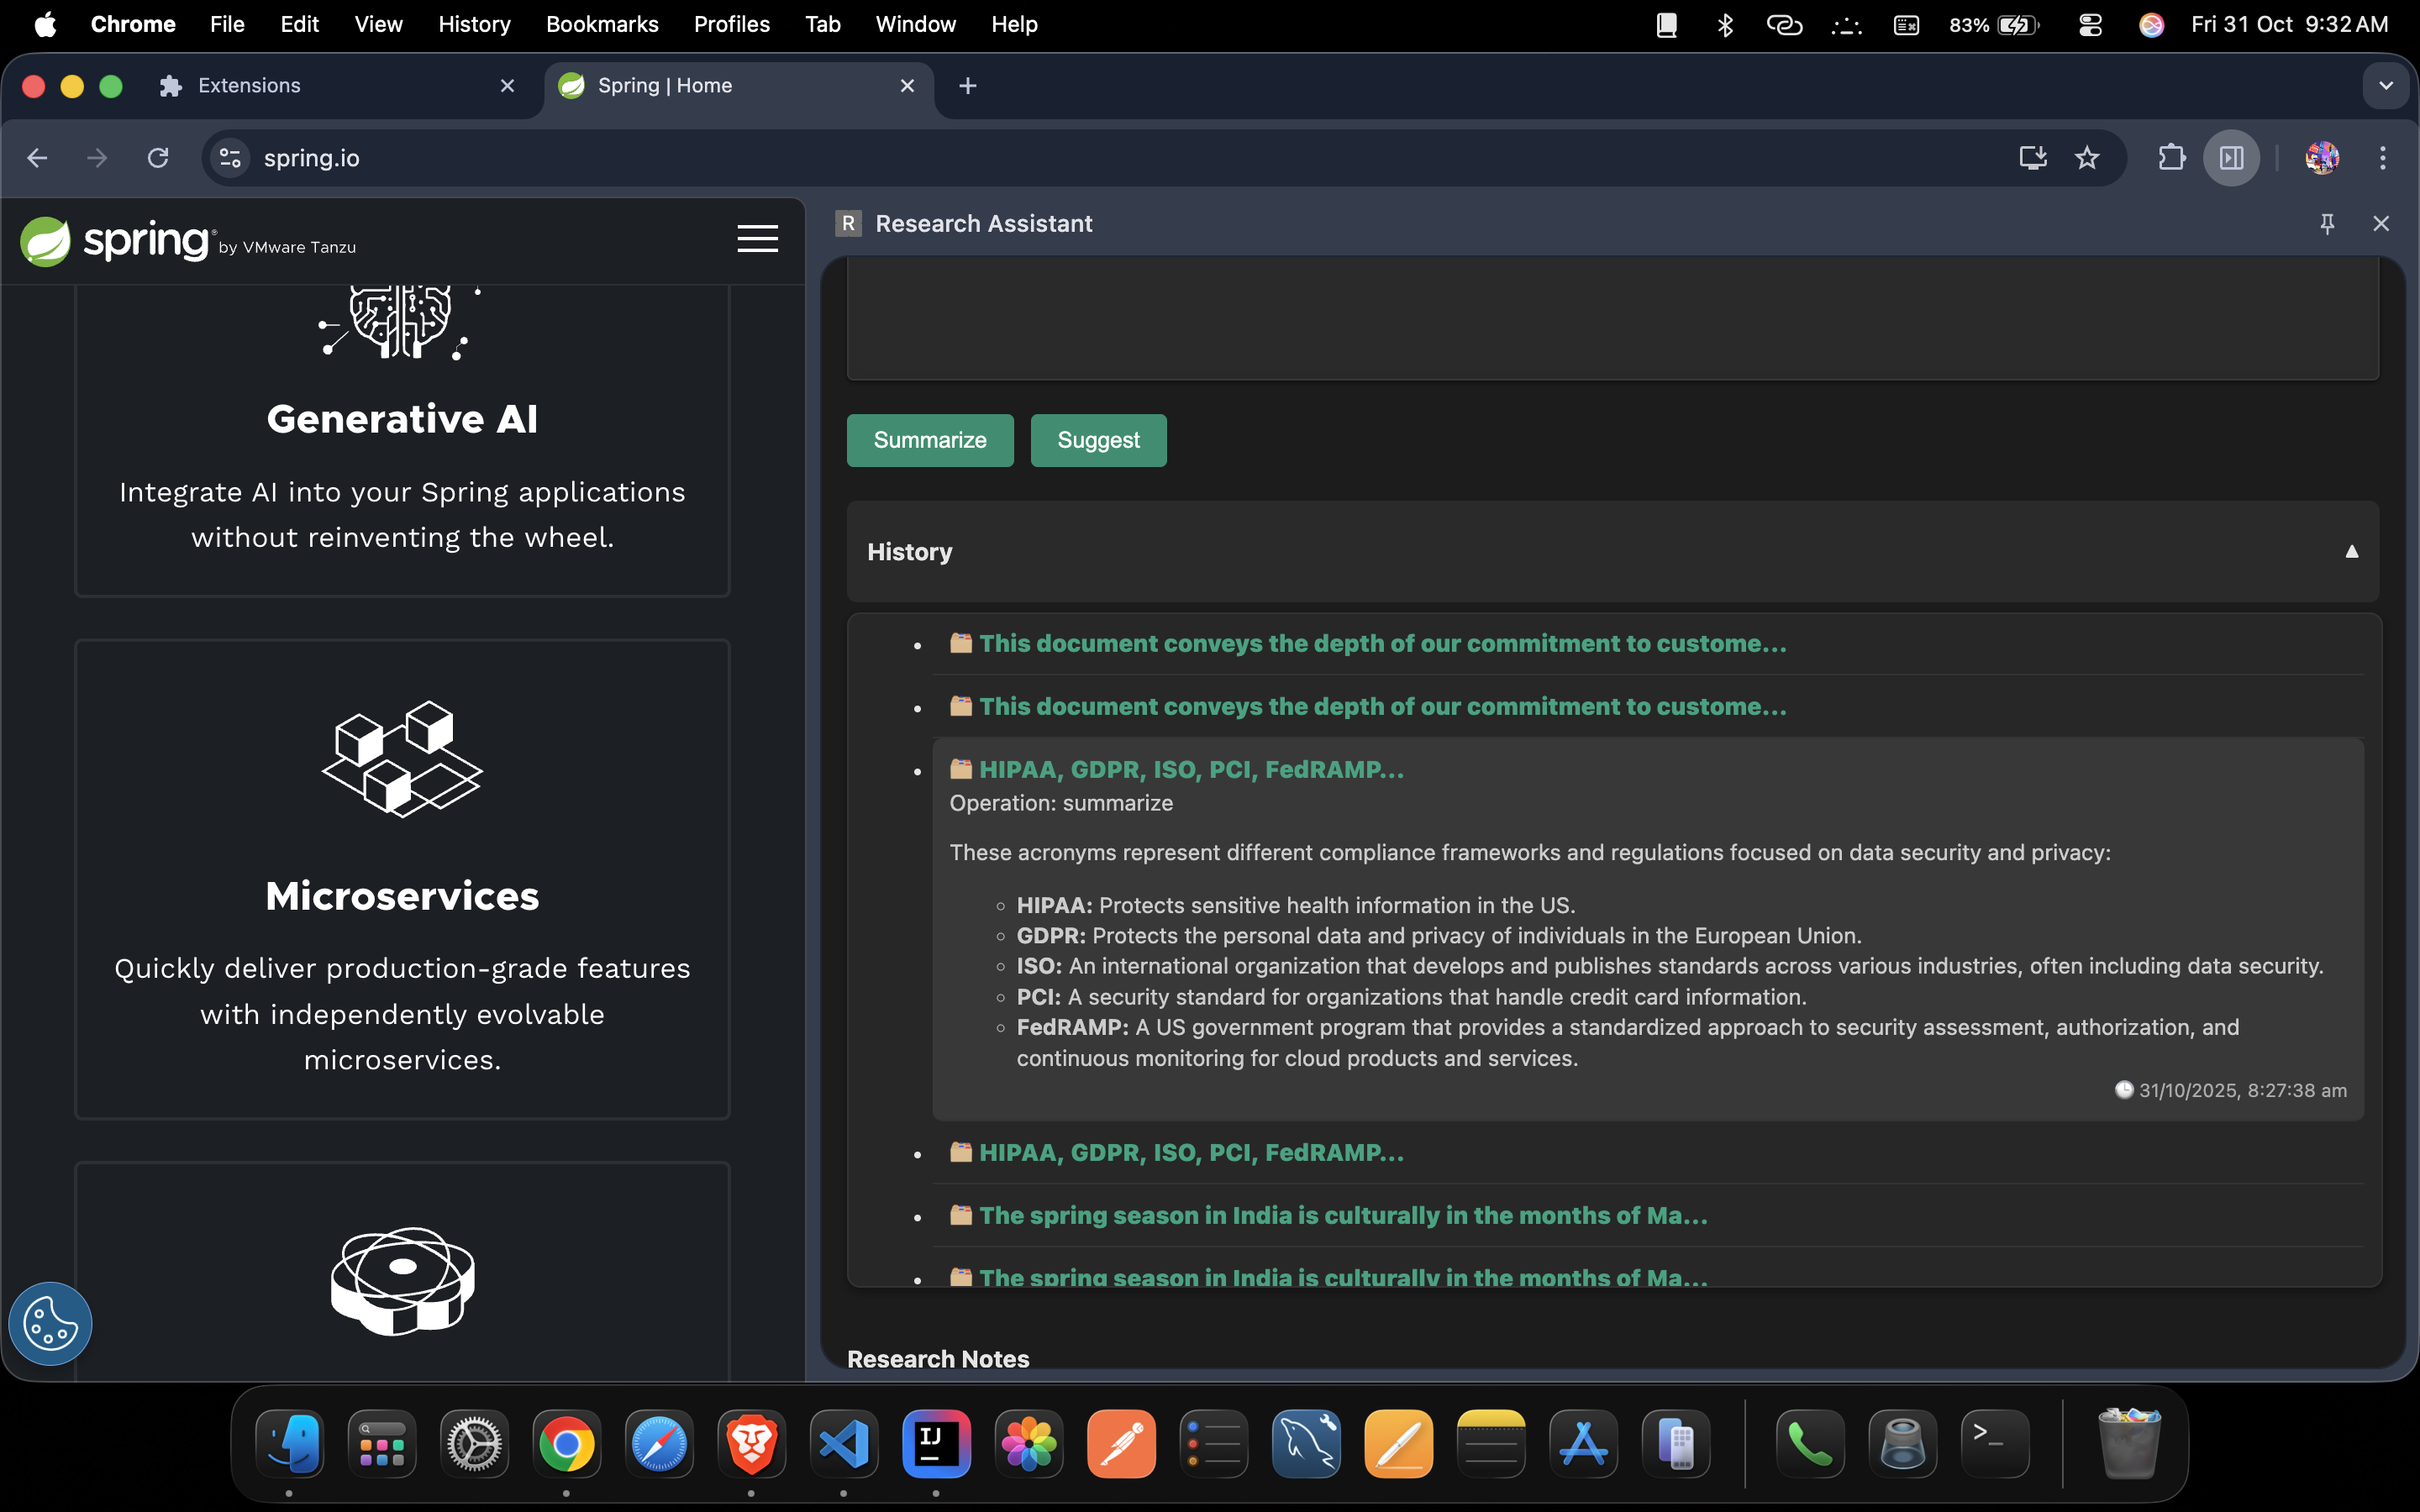 Chrome File Edit View History Bookmarks Profiles Tab Window Help 83% Fri 31 Oct 9:32 AM
Extensions
Spring | Home
spring.io
spring by VMware Tanzu
Generative AI
Integrate AI into your Spring applications
without reinventing the wheel.
Microservices
Quickly deliver production-grade features
with independently evolvable
microservices.
R Research Assistant
Summarize Suggest
History
This document conveys the depth of our commitment to custome...
This document conveys the depth of our commitment to custome...
HIPAA, GDPR, ISO, PCI, FedRAMP...
Operation: summarize
These acronyms represent different compliance frameworks and regulations focused on data security and privacy:
HIPAA: Protects sensitive health information in the US.
GDPR: Protects the personal data and privacy of individuals in the European Union.
ISO: An international organization that develops and publishes standards across various industries, often including data security.
PCI: A security standard for organizations that handle credit card information.
FedRAMP: A US government program that provides a standardized approach to security assessment, authorization, and
continuous monitoring for cloud products and services.
31/10/2025, 8:27:38 am
HIPAA, GDPR, ISO, PCI, FedRAMP...
The spring season in India is culturally in the months of Ma...
The spring season in India is culturally in the months of Ma...
Research Notes
IJ